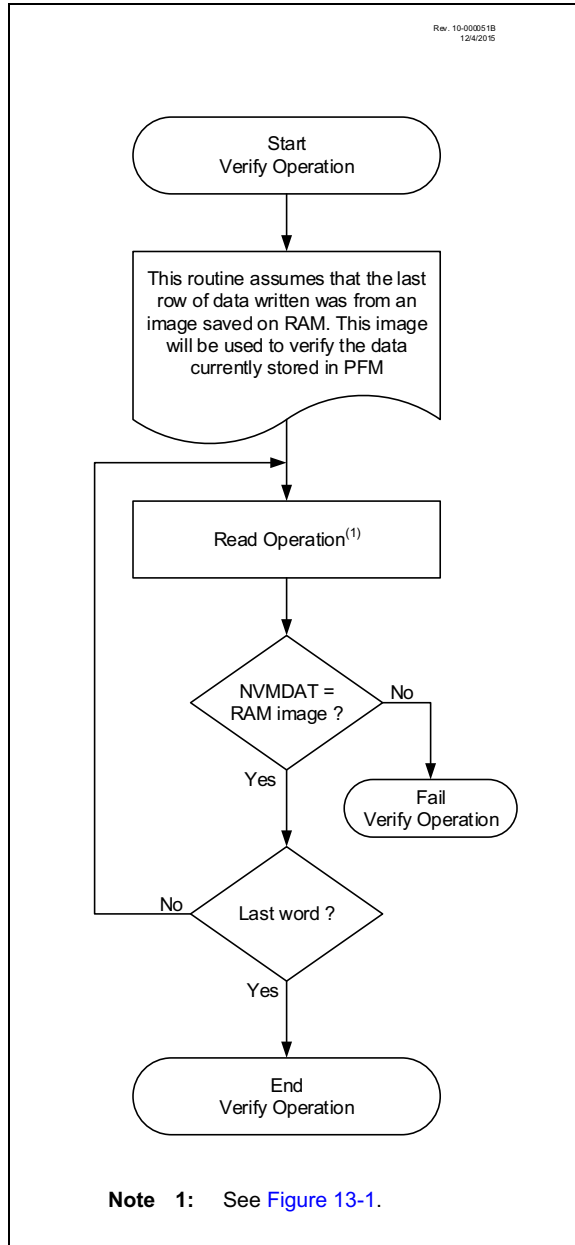 Rev. 10-000051B
12/4/2015
Start
Verify Operation
This routine assumes that the last
row of data written was from an
image saved on RAM. This image
will be used to verify the data
currently stored in PFM
Read Operation(1)
NVMDAT =
RAM image ?
No
Yes
Fail
Verify Operation
Last word ?
No
Yes
End
Verify Operation
Note 1: See Figure 13-1.